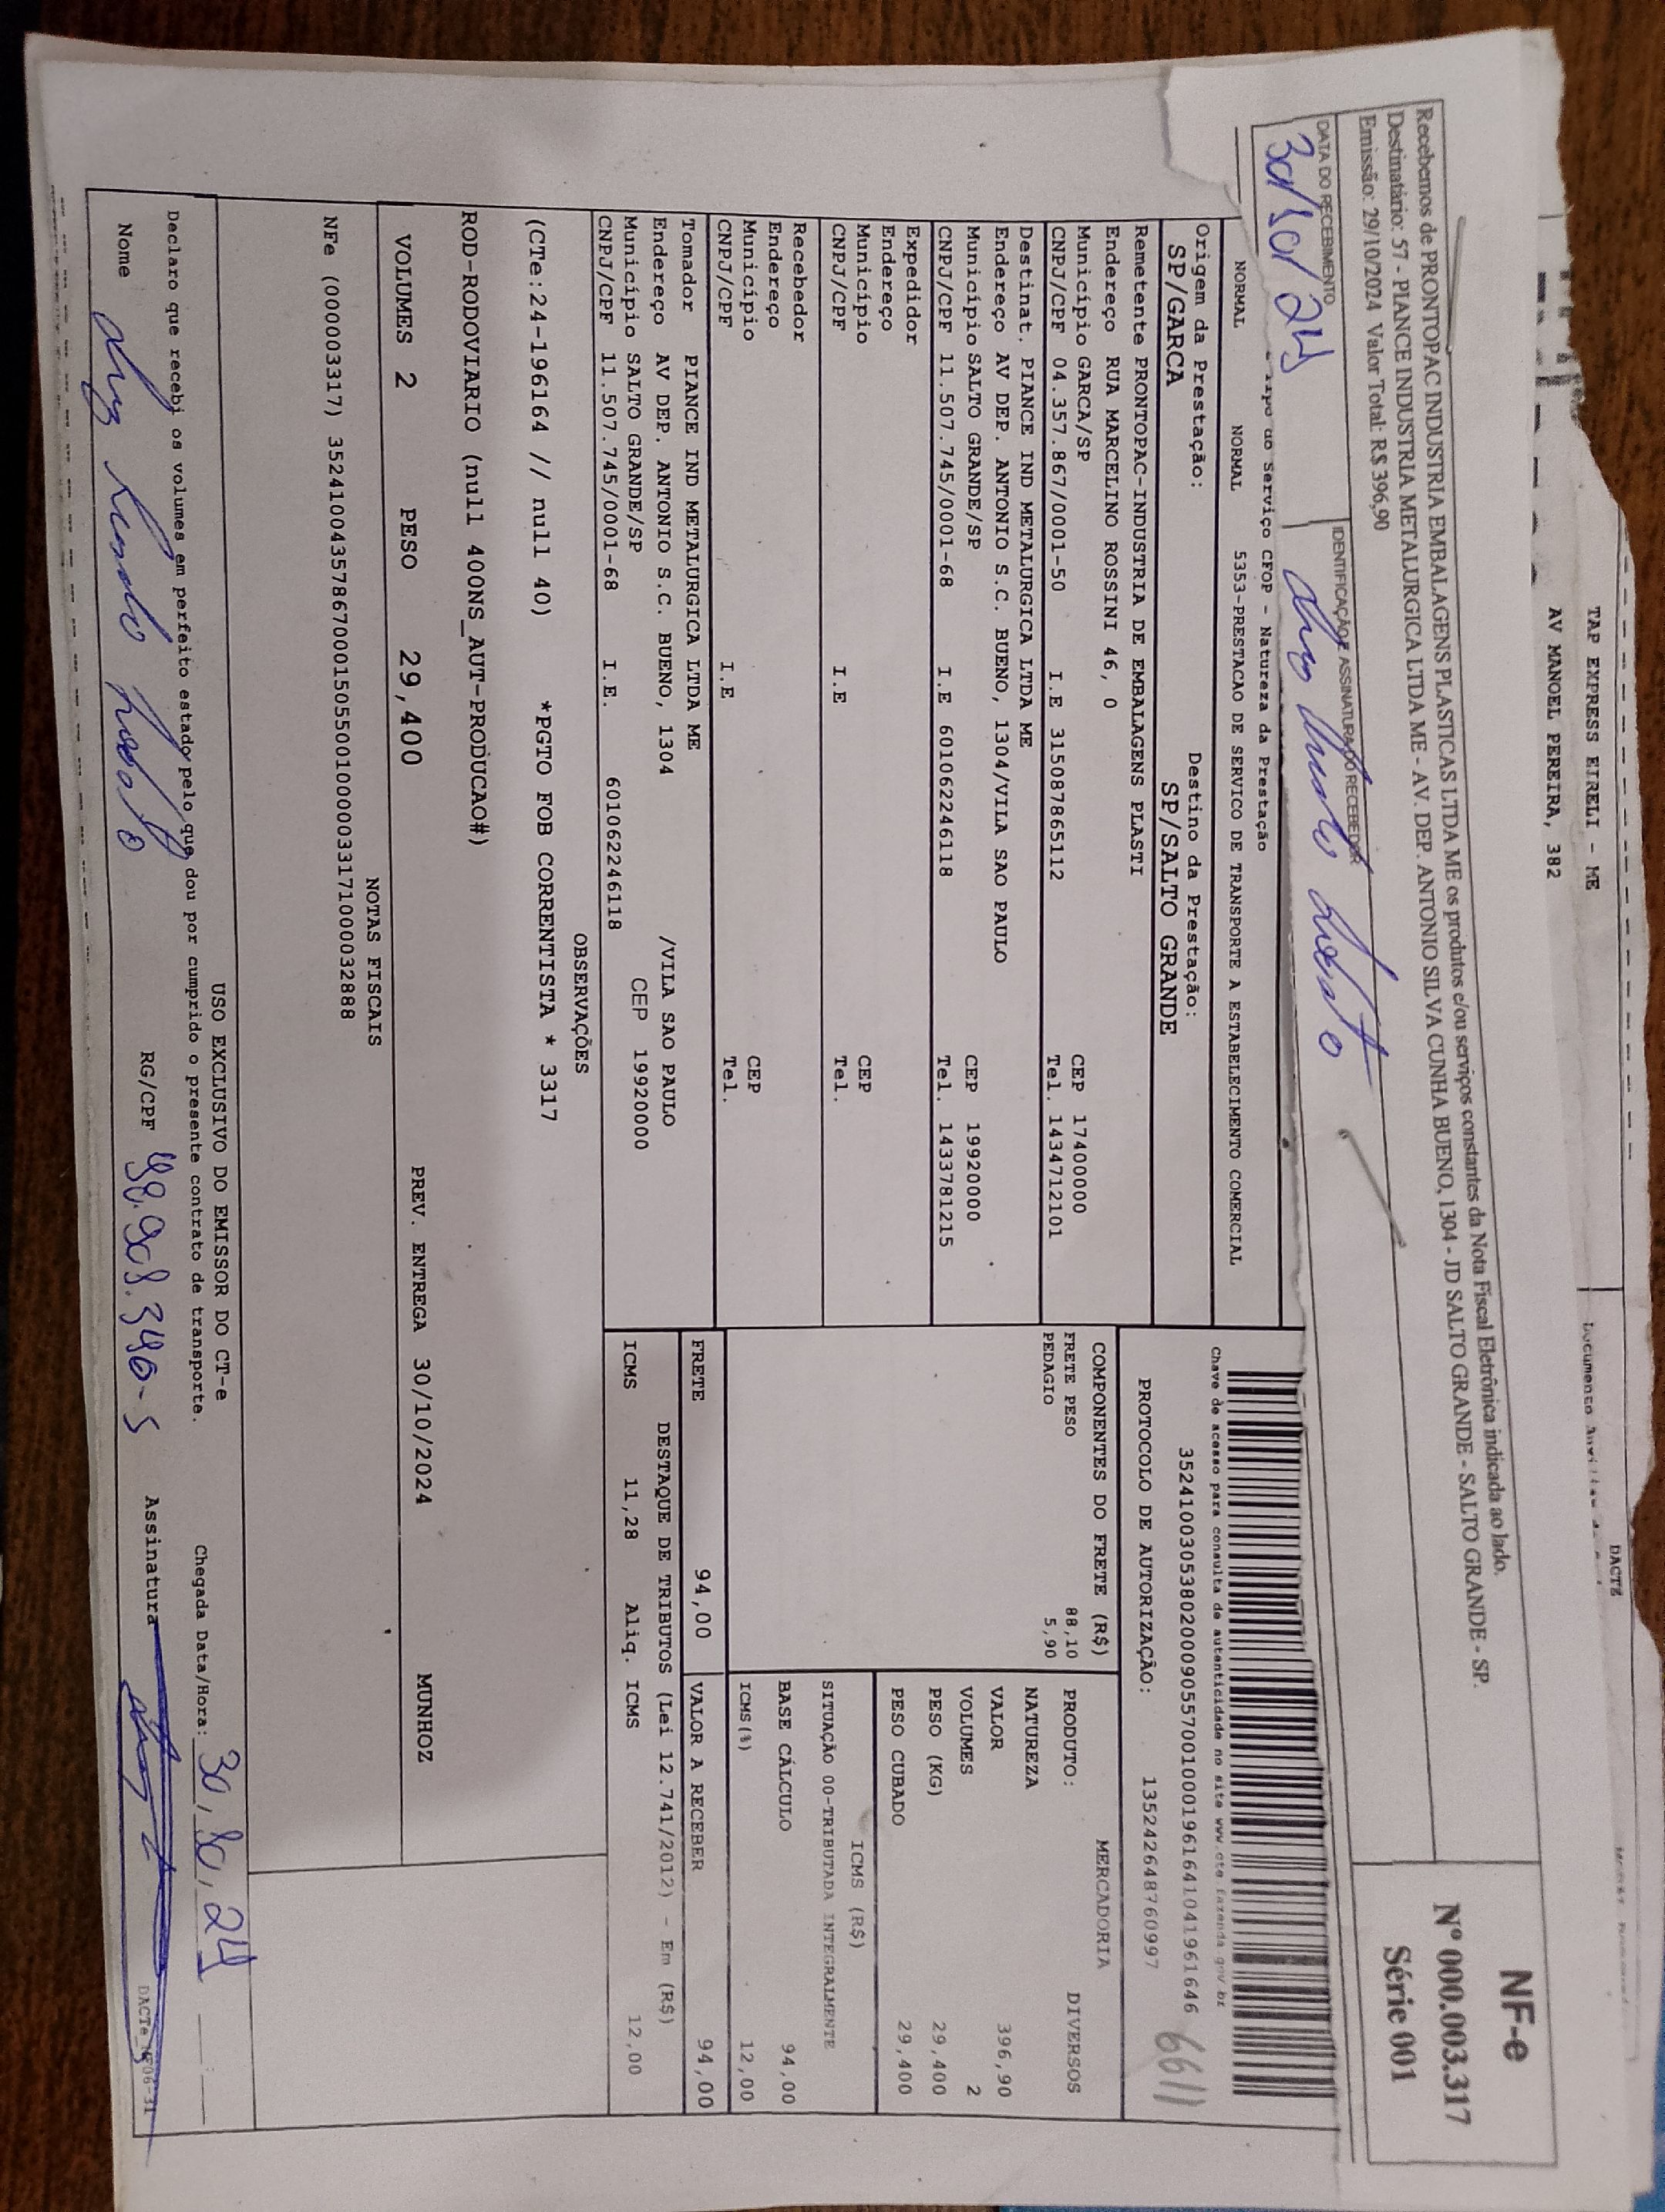 TAP EXPRESS EIRELI - ME
AV MANOEL PEREIRA, 382
DACTE
Recebemos de PRONTOPAC INDUSTRIA EMBALAGENS PLASTICAS LTDA ME os produtos e/ou serviços constantes da Nota Fiscal Eletrônica indicada ao lado.
Destinatário: 57 - PIANCE INDUSTRIA METALURGICA LTDA ME - AV. DEP. ANTONIO SILVA CUNHA BUENO, 1304 - JD SALTO GRANDE - SALTO GRANDE - SP.
Emissão: 29/10/2024 Valor Total: R$ 396,90
NF-e
Nº 000.003.317
Série 001
DATA DO RECEBIMENTO
30/10/24
IDENTIFICAÇÃO E ASSINATURA DO RECEBEDOR
Tipo do Serviço CFOP - Natureza da Prestação
NORMAL NORMAL 5353-PRESTACAO DE SERVICO DE TRANSPORTE A ESTABELECIMENTO COMERCIAL
Chave de acesso para consulta de autenticidade no site www.cte.fazenda.gov.br
35241003053802000905570010001961641041961646
6611
PROTOCOLO DE AUTORIZAÇÃO: 135242648760997
Origem da Prestação: Destino da Prestação:
SP/GARCA SP/SALTO GRANDE
Remetente PRONTOPAC-INDUSTRIA DE EMBALAGENS PLASTI
Endereço RUA MARCELINO ROSSINI 46, 0
Município GARCA/SP CEP 17400000
CNPJ/CPF 04.357.867/0001-50 I.E 315087865112 Tel. 1434712101
Destinat. PIANCE IND METALURGICA LTDA ME
Endereço AV DEP. ANTONIO S.C. BUENO, 1304/VILA SAO PAULO
Município SALTO GRANDE/SP CEP 19920000
CNPJ/CPF 11.507.745/0001-68 I.E 601062246118 Tel. 1433781215
Expedidor
Endereço
Município CEP
CNPJ/CPF I.E Tel.
Recebedor
Endereço
Município CEP
CNPJ/CPF I.E Tel.
Tomador PIANCE IND METALURGICA LTDA ME
Endereço AV DEP. ANTONIO S.C. BUENO, 1304 /VILA SAO PAULO
Município SALTO GRANDE/SP CEP 19920000
CNPJ/CPF 11.507.745/0001-68 I.E. 601062246118
COMPONENTES DO FRETE (R$)
FRETE PESO 88,10
PEDAGIO 5,90
MERCADORIA
PRODUTO: DIVERSOS
NATUREZA
VALOR 396,90
VOLUMES 2
PESO (KG) 29,400
PESO CUBADO 29,400
ICMS (R$)
SITUAÇÃO 00-TRIBUTADA INTEGRALMENTE
BASE CÁLCULO 94,00
ICMS(%) 12,00
FRETE 94,00 VALOR A RECEBER 94,00
DESTAQUE DE TRIBUTOS (Lei 12.741/2012) - Em (R$)
ICMS 11,28 Aliq. ICMS 12,00
OBSERVAÇÕES
(CTe:24-196164 // null 40) *PGTO FOB CORRENTISTA * 3317
ROD-RODOVIARIO (null 400NS_AUT-PRODUCAO#)
VOLUMES 2 PESO 29,400 PREV. ENTREGA 30/10/2024 MUNHOZ
NOTAS FISCAIS
NFe (000003317) 35241004357867000150550010000033171000032888
USO EXCLUSIVO DO EMISSOR DO CT-e
Declaro que recebi os volumes em perfeito estado pelo que dou por cumprido o presente contrato de transporte.
Chegada Data/Hora: 30, 10, 24
Nome
RG/CPF 48.908.340-5
Assinatura